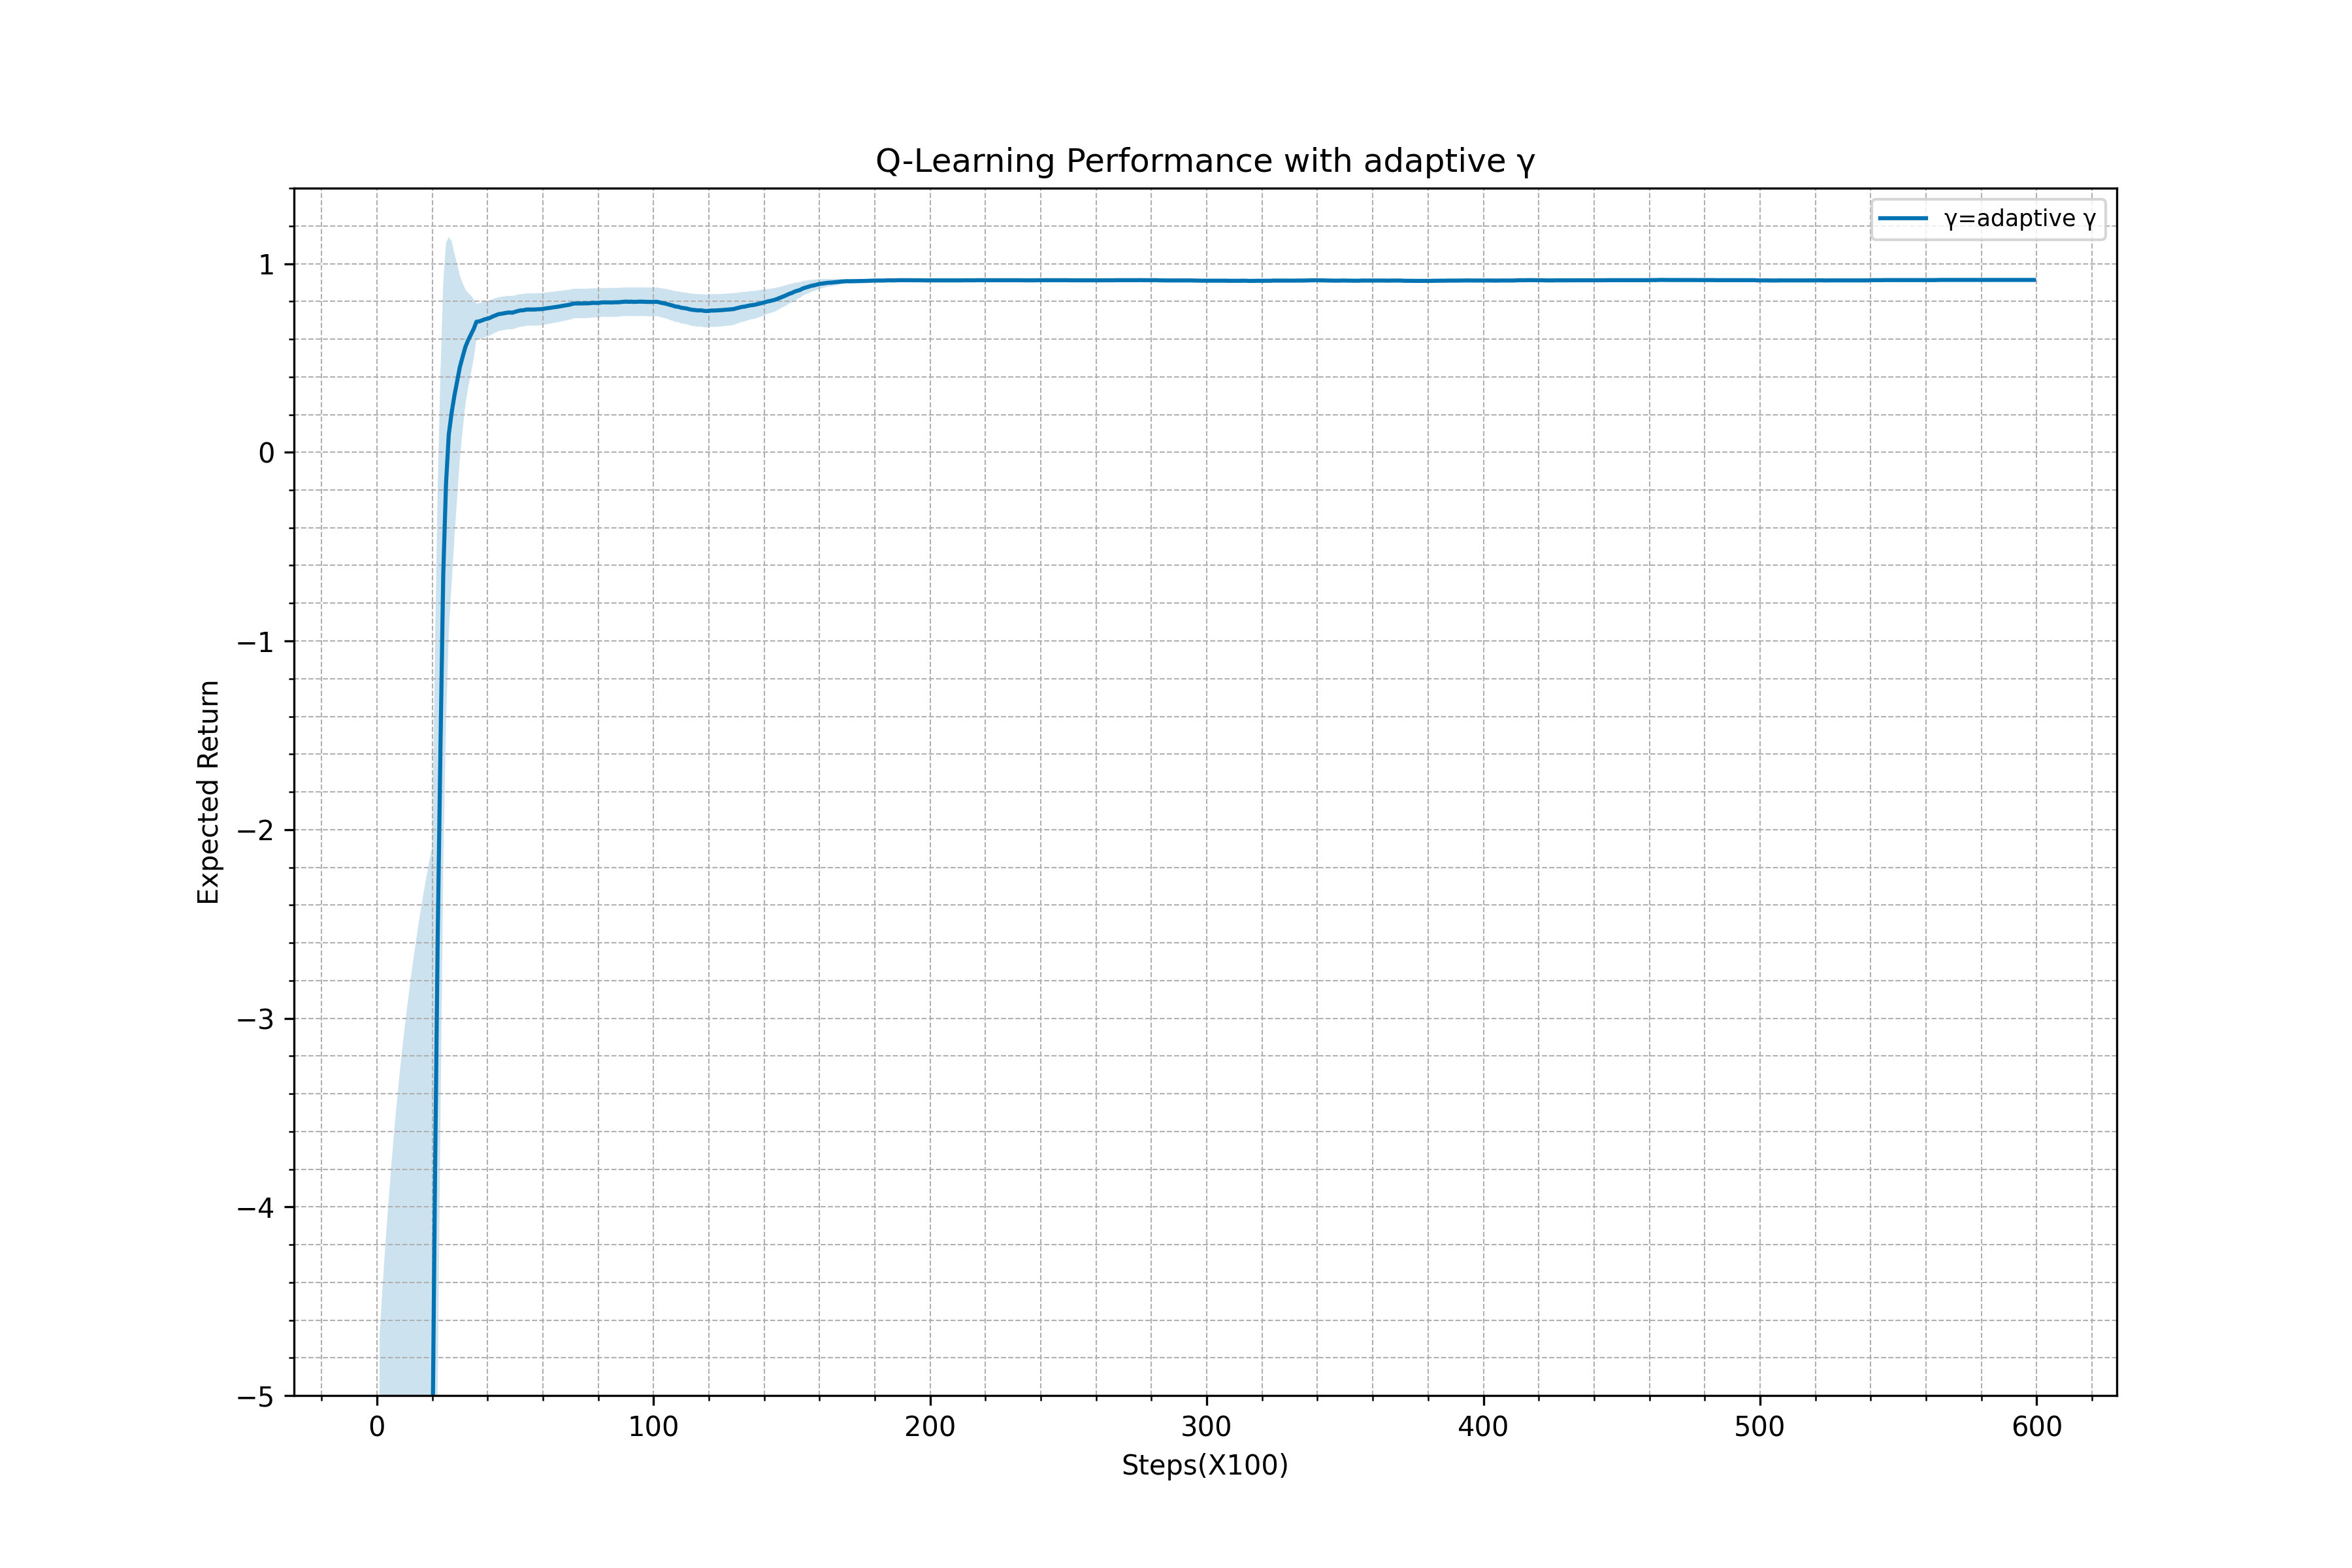 Q-Learning Performance with adaptive γ
γ=adaptive γ
1
0
−1
−2
−3
−4
−5
Expected Return
0 100 200 300 400 500 600
Steps(X100)